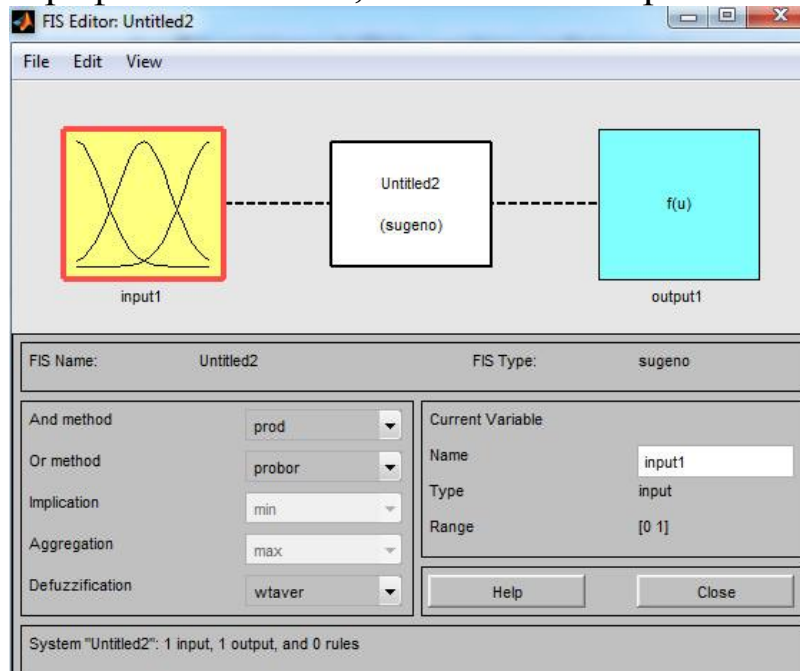 FIS Editor: Untitled2
File Edit View
Untitled2
(sugeno)
f(u)
input1
output1
FIS Name: Untitled2 FIS Type: sugeno
And method prod
Or method probor
Implication min
Aggregation max
Defuzzification wtaver
Current Variable
Name input1
Type input
Range [0 1]
Help Close
System "Untitled2": 1 input, 1 output, and 0 rules